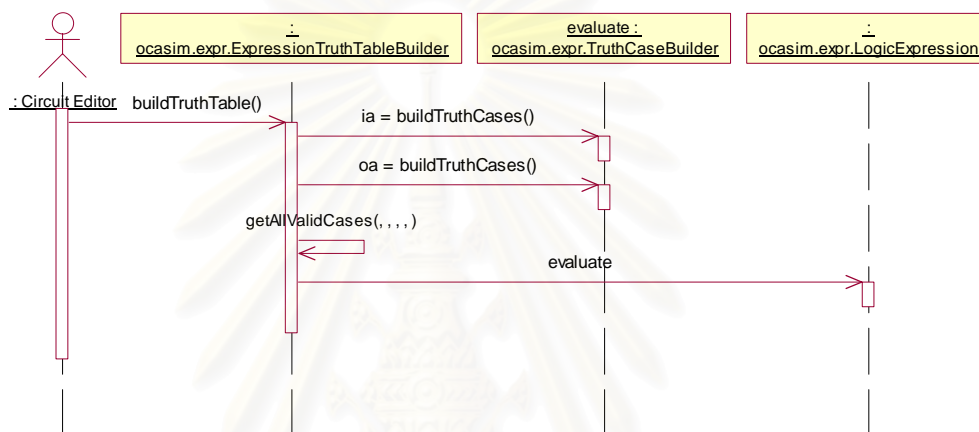 :
ocasim.expr.ExpressionTruthTableBuilder
evaluate :
ocasim.expr.TruthCaseBuilder
:
ocasim.expr.LogicExpression
: Circuit Editor
buildTruthTable()
ia = buildTruthCases()
oa = buildTruthCases()
getAllValidCases(, , , , )
evaluate